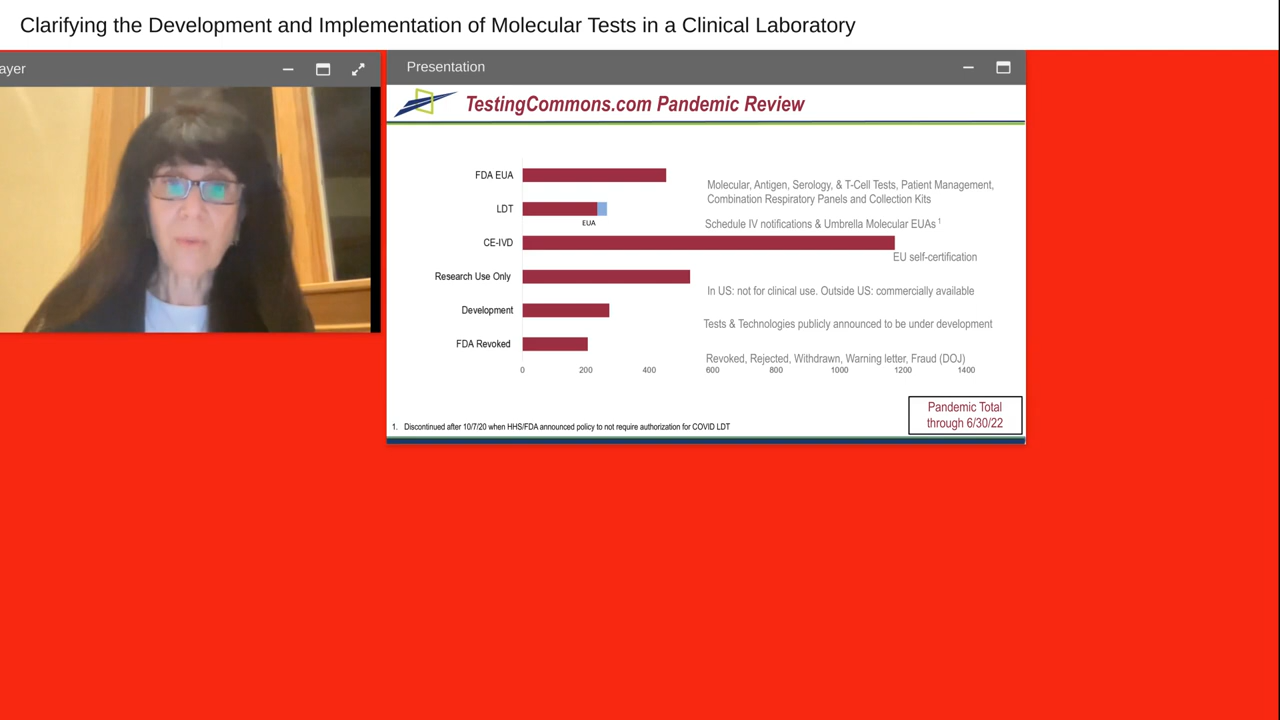 Clarifying the Development and Implementation of Molecular Tests in a Clinical Laboratory
ayer
Presentation
TestingCommons.com Pandemic Review
FDA EUA
Molecular, Antigen, Serology, & T-Cell Tests, Patient Management,
Combination Respiratory Panels and Collection Kits
LDT
EUA
Schedule IV notifications & Umbrella Molecular EUAs 1
CE-IVD
EU self-certification
Research Use Only
In US: not for clinical use. Outside US: commercially available
Development
Tests & Technologies publicly announced to be under development
FDA Revoked
Revoked, Rejected, Withdrawn, Warning letter, Fraud (DOJ)
0 200 400 600 800 1000 1200 1400
Pandemic Total
through 6/30/22
1. Discontinued after 10/7/20 when HHS/FDA announced policy to not require authorization for COVID LDT